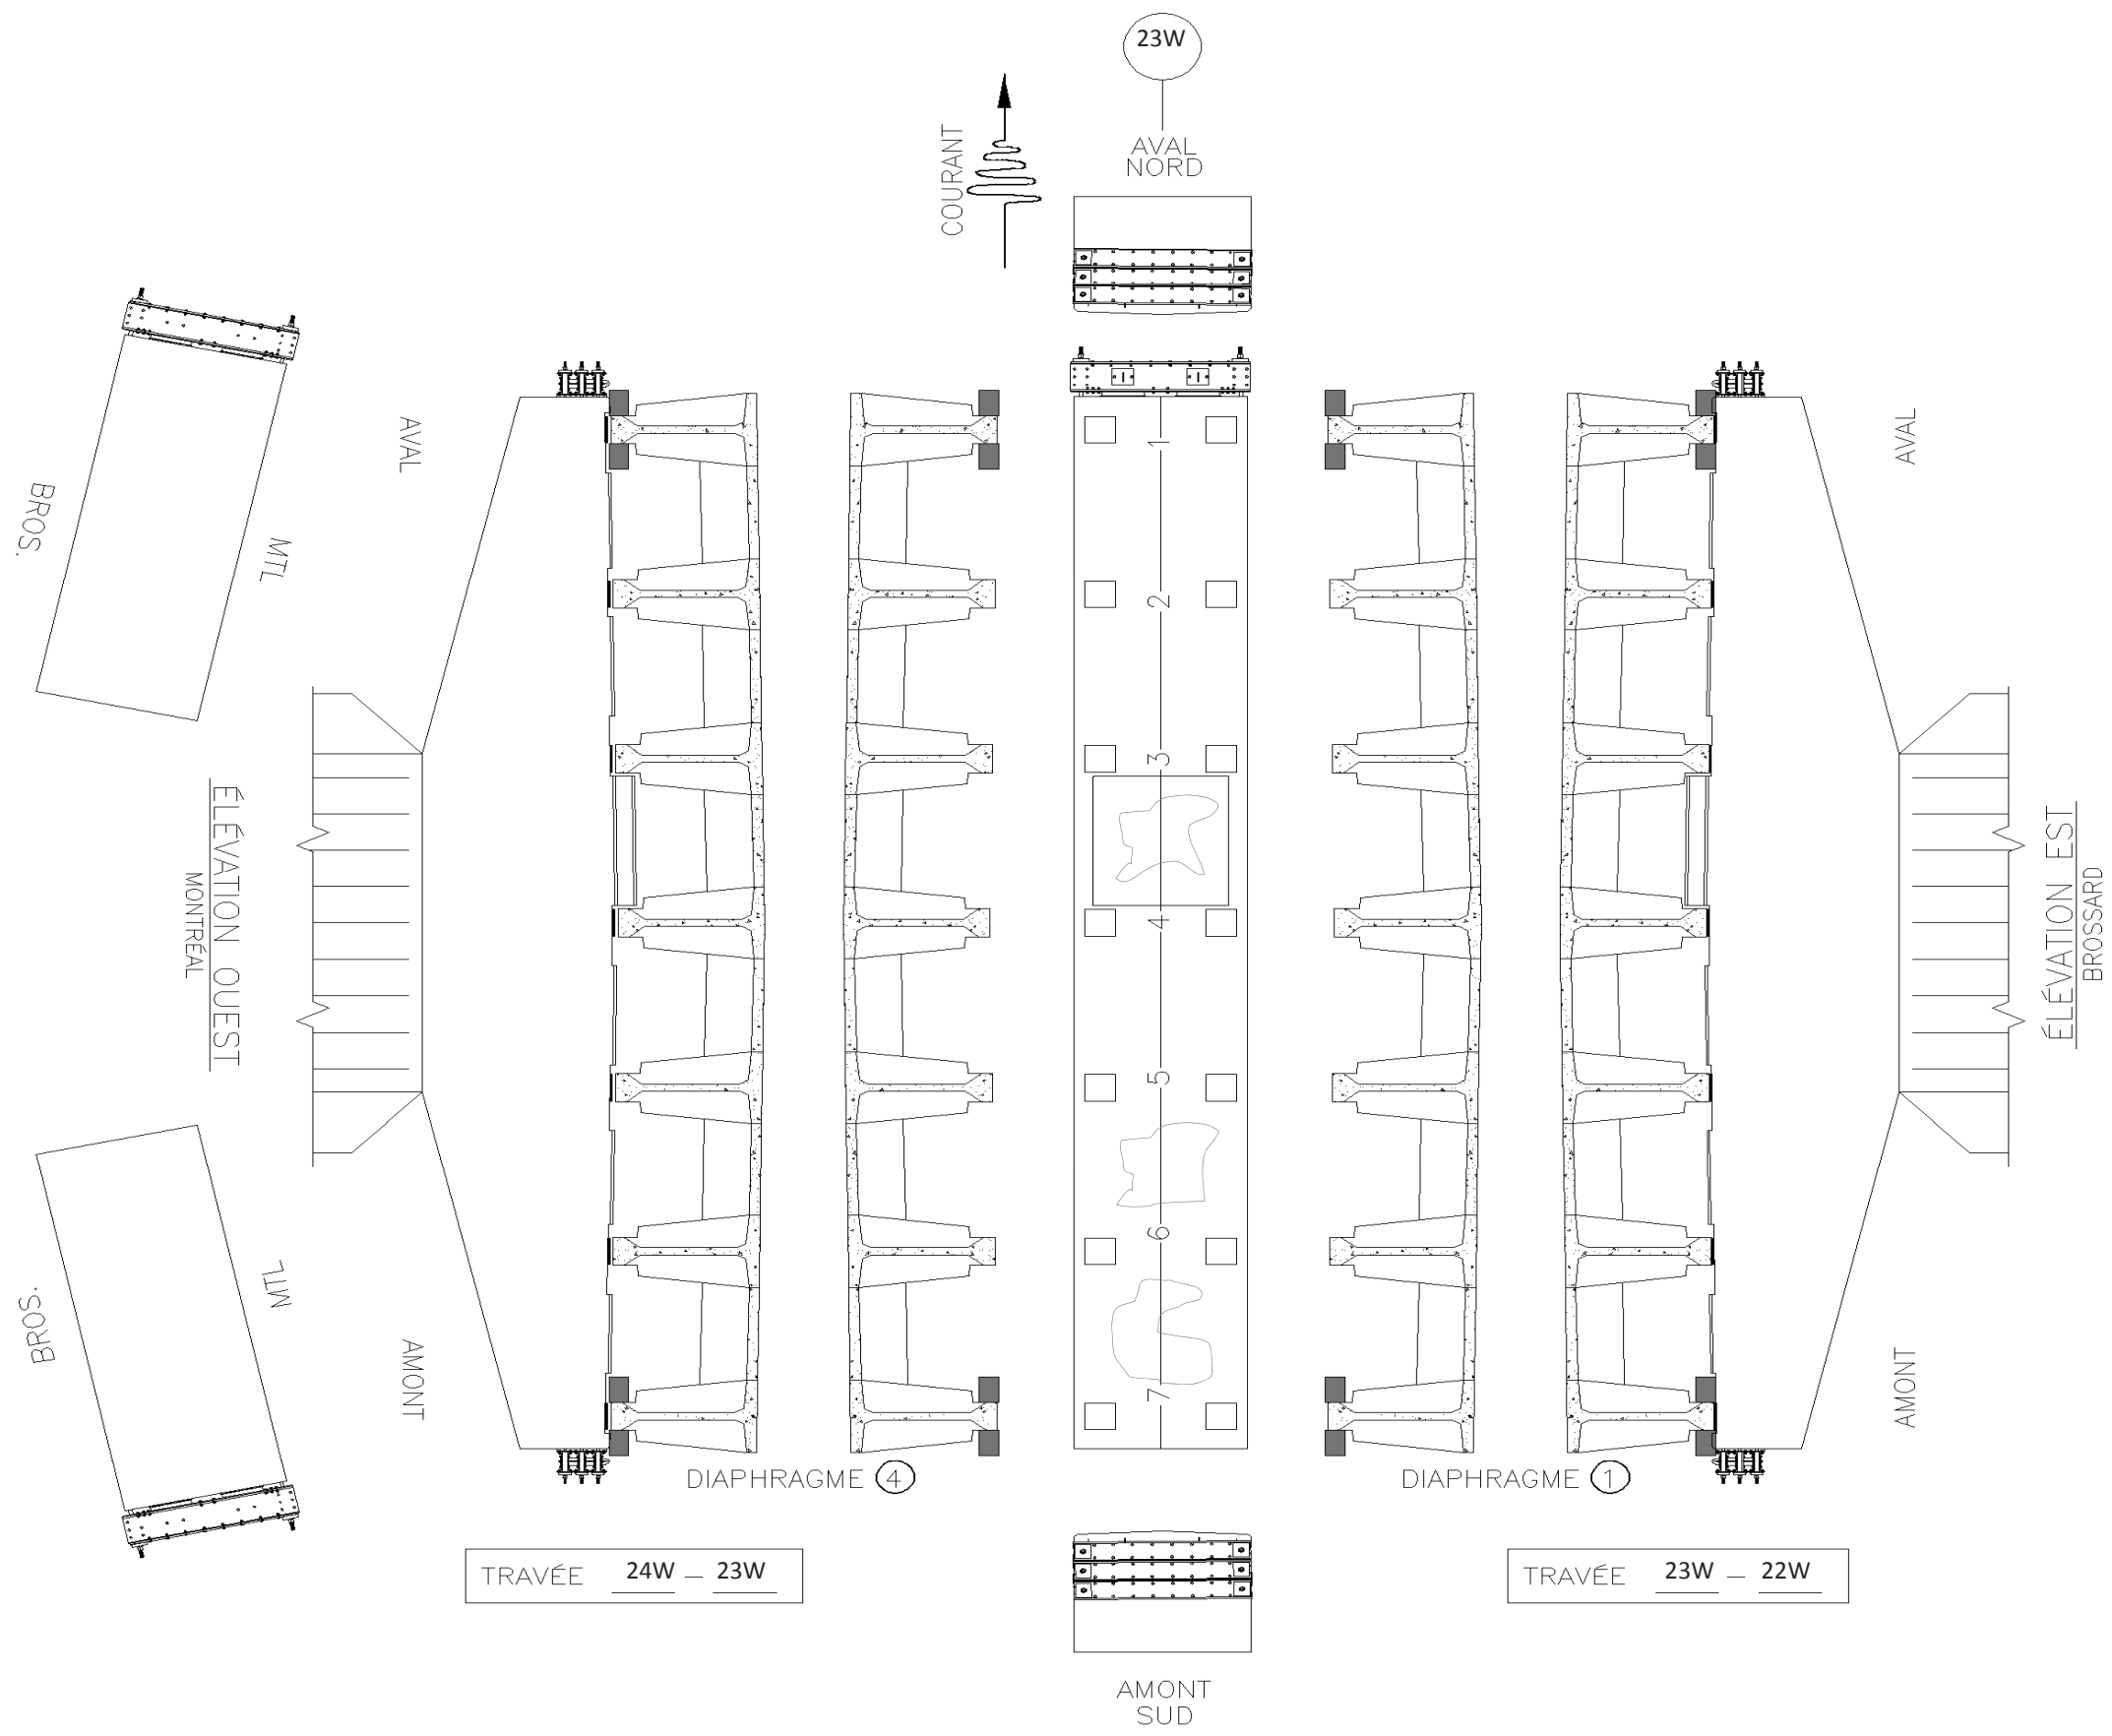 23W
AVAL
NORD
COURANT
AVAL
AVAL
BROS.
MTL
1
2
3
4
5
6
7
ÉLÉVATION OUEST
MONTRÉAL
ÉLÉVATION EST
BROSSARD
BROS.
MTL
AMONT
AMONT
DIAPHRAGME 4
DIAPHRAGME 1
TRAVÉE 24W – 23W
TRAVÉE 23W – 22W
AMONT
SUD